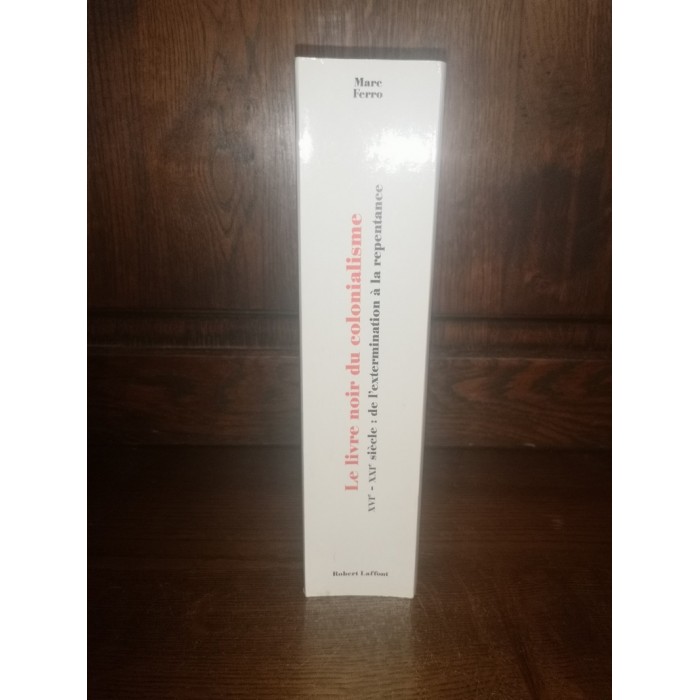 Marc
Ferro
Le livre noir du colonialisme
XVIe - XXIe siècle : de l'extermination à la repentance
Robert Laffont